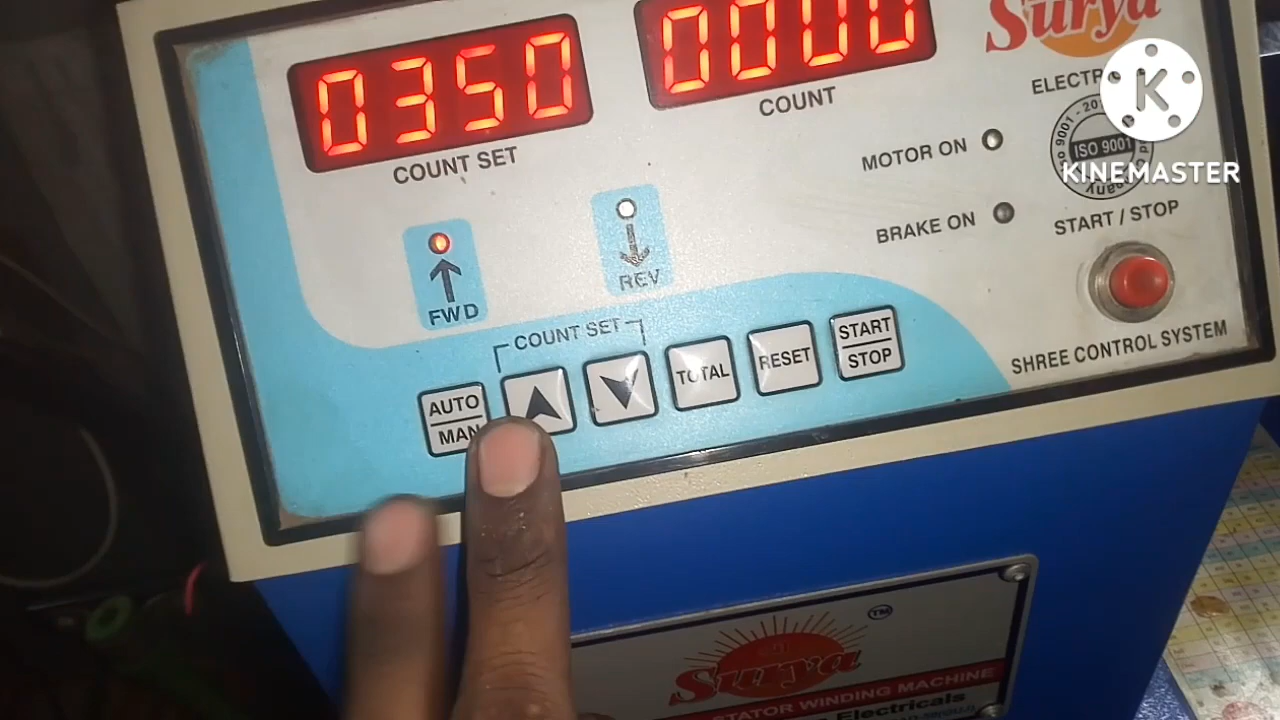 0350
0000
Surya
COUNT SET
COUNT
MOTOR ON
BRAKE ON
ISO 9001
KINEMASTER
START / STOP
FWD
REV
COUNT SET
AUTO
MAN
TOTAL
RESET
START
STOP
SHREE CONTROL SYSTEM
TM
Surya
STATOR WINDING MACHINE
Electricals